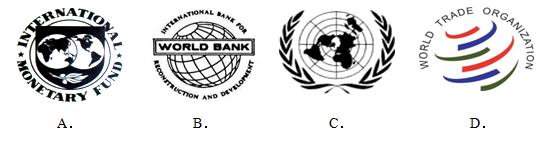 INTERNATIONAL MONETARY FUND
INTERNATIONAL BANK FOR
WORLD BANK
RECONSTRUCTION AND DEVELOPMENT
WORLD TRADE ORGANIZATION
A.
B.
C.
D.